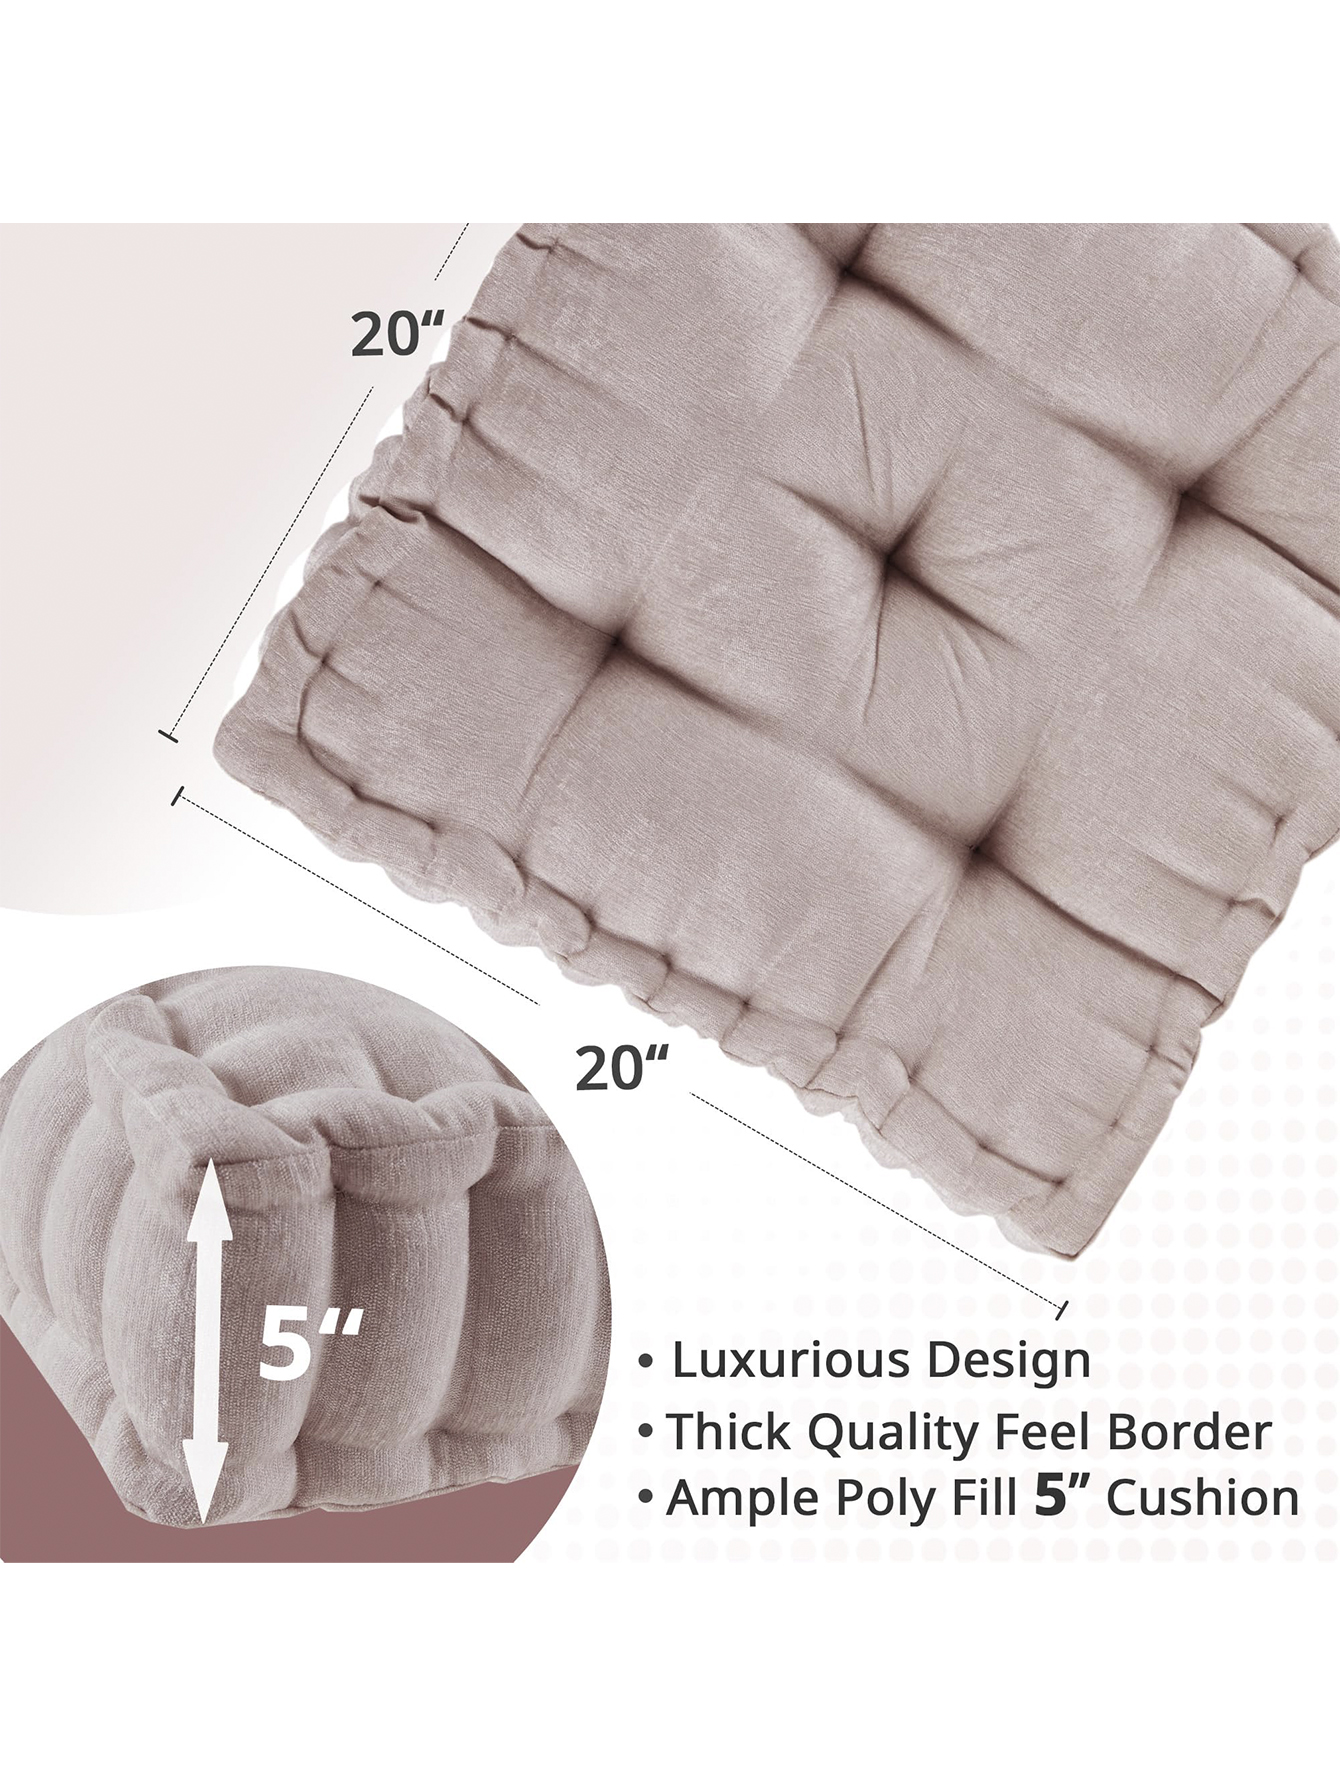 20“
20“
5“
• Luxurious Design
• Thick Quality Feel Border
• Ample Poly Fill 5” Cushion